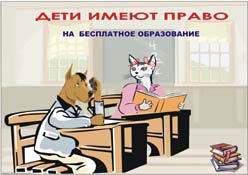 ДЕТИ ИМЕЮТ ПРАВО
НА БЕСПЛАТНОЕ ОБРАЗОВАНИЕ